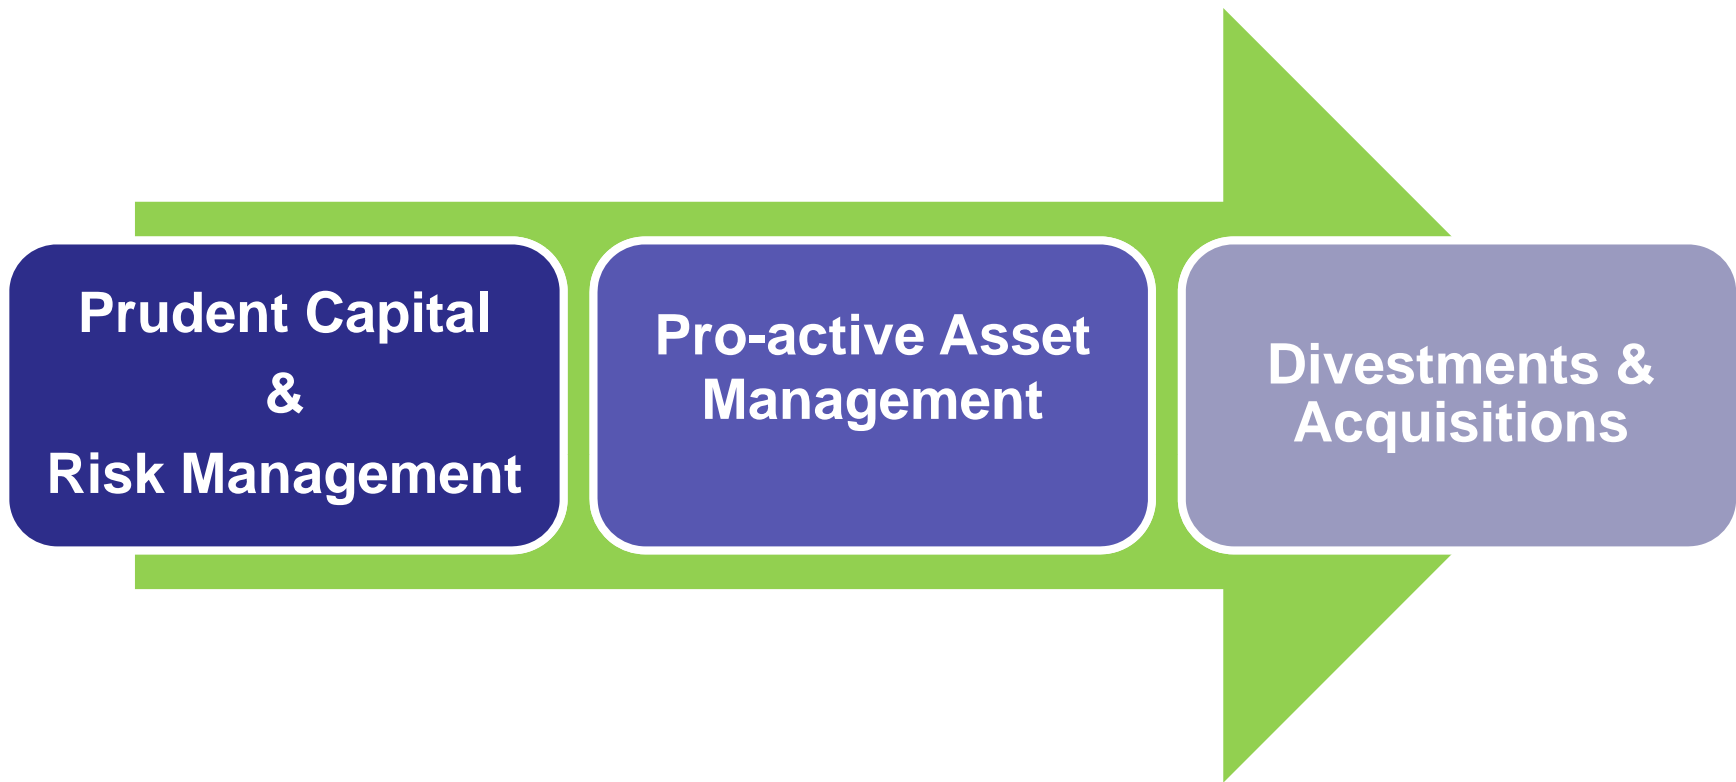 Prudent Capital
&
Risk Management
Pro-active Asset
Management
Divestments &
Acquisitions